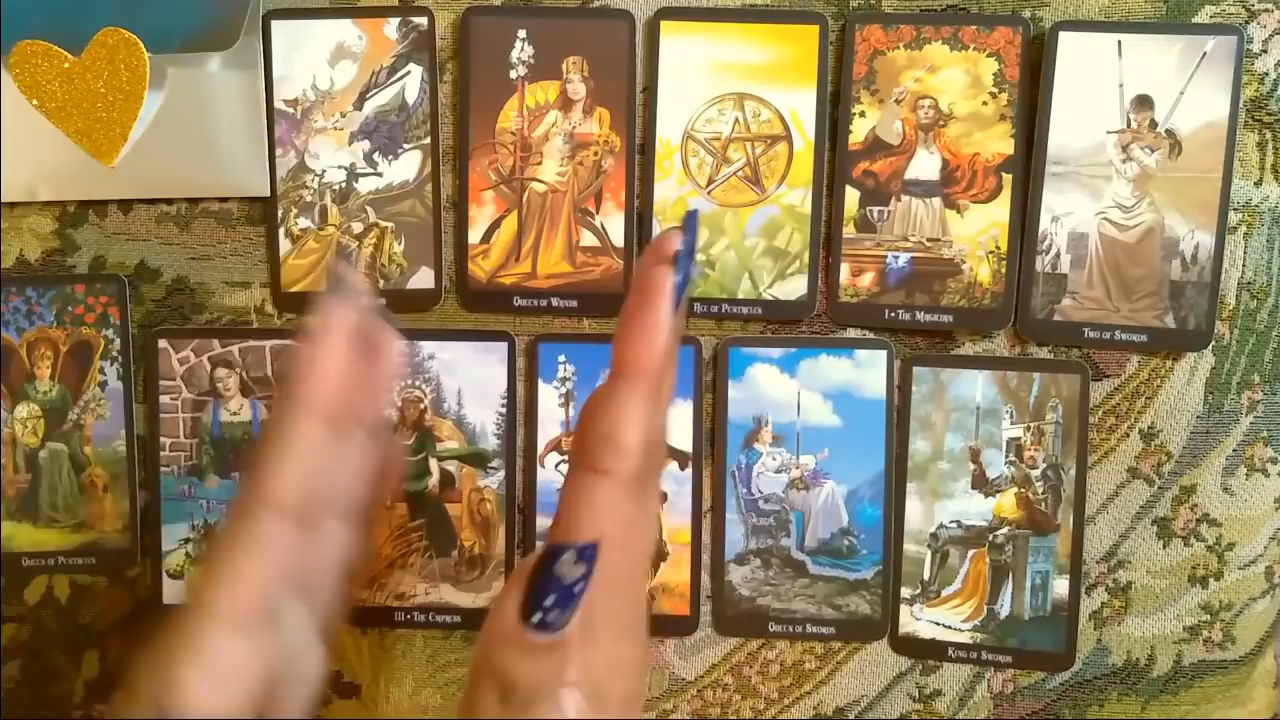 Queen of Wands
Ace of Pentacles
I • The Magician
Two of Swords
Queen of Pentacles
III • The Empress
Queen of Swords
King of Swords